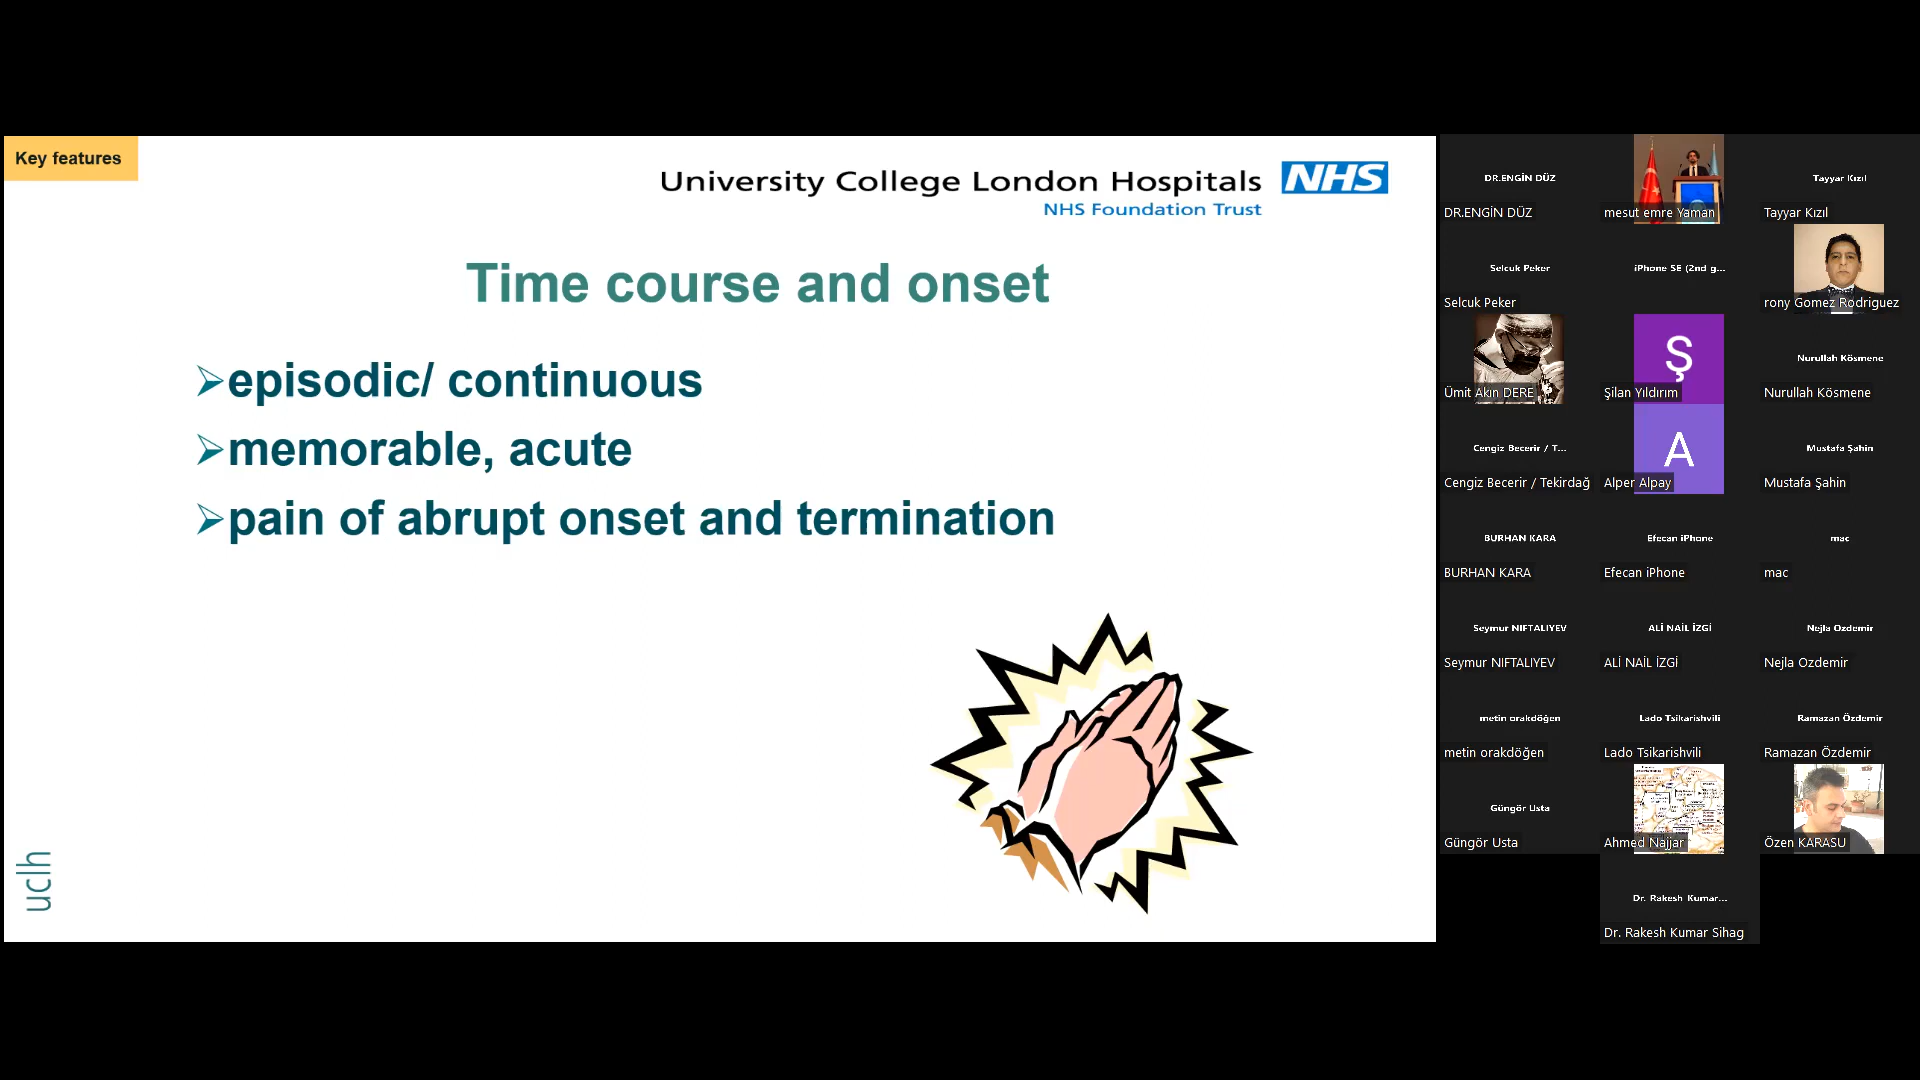 Key features
University College London Hospitals NHS
NHS Foundation Trust
Time course and onset
➢episodic/ continuous
➢memorable, acute
➢pain of abrupt onset and termination
uclh
DR.ENGİN DÜZ
DR.ENGİN DÜZ
mesut emre Yaman
Tayyar Kızıl
Tayyar Kızıl
Selcuk Peker
Selcuk Peker
iPhone SE (2nd g...
rony Gomez Rodriguez
Ümit Akın DERE
Ş
Şilan Yıldırım
Nurullah Kösmene
Nurullah Kösmene
Cengiz Becerir / T...
Cengiz Becerir / Tekirdağ
A
Alper Alpay
Mustafa Şahin
Mustafa Şahin
BURHAN KARA
BURHAN KARA
Efecan iPhone
Efecan iPhone
mac
mac
Seymur NIFTALIYEV
Seymur NIFTALIYEV
ALİ NAİL İZGİ
ALİ NAİL İZGİ
Nejla Ozdemir
Nejla Ozdemir
metin orakdöğen
metin orakdöğen
Lado Tsikarishvili
Lado Tsikarishvili
Ramazan Özdemir
Ramazan Özdemir
Güngör Usta
Güngör Usta
Ahmed Najjar
Özen KARASU
Dr. Rakesh Kumar...
Dr. Rakesh Kumar Sihag